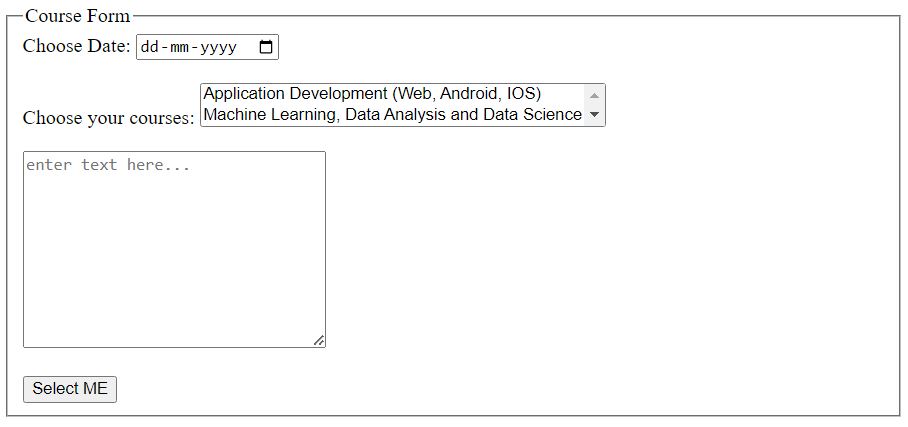 Course Form
Choose Date: dd-mm-yyyy
Application Development (Web, Android, IOS)
Choose your courses: Machine Learning, Data Analysis and Data Science
enter text here...
Select ME